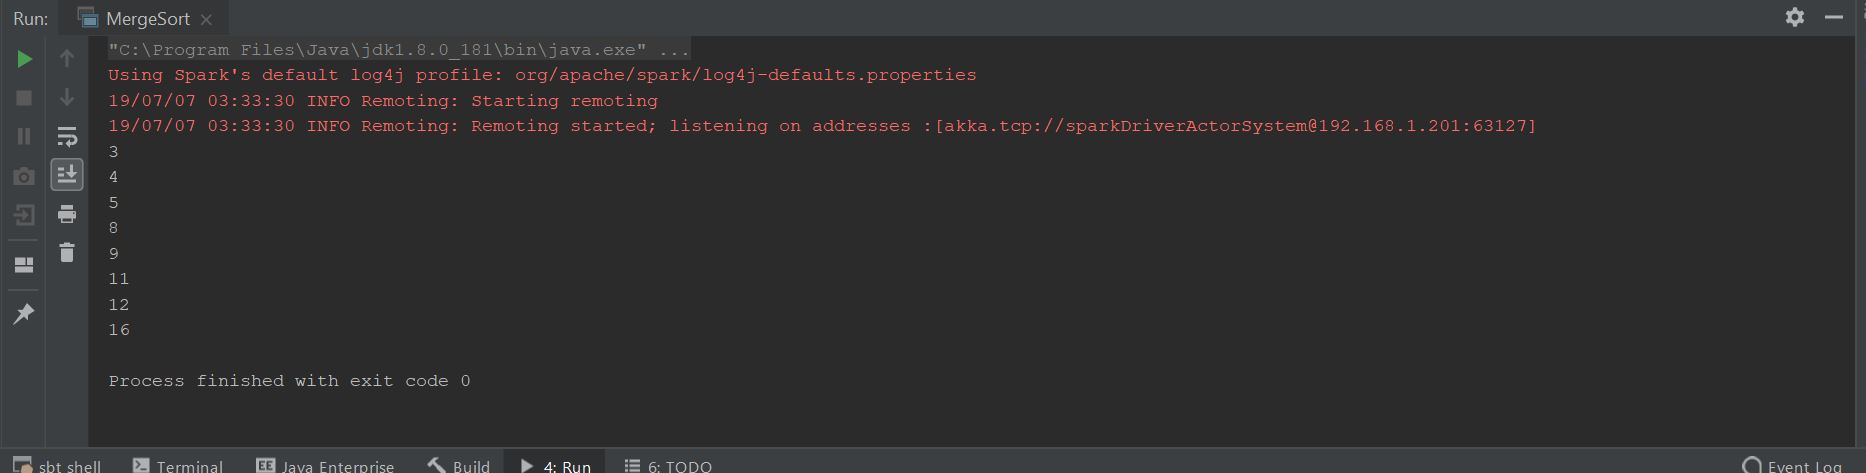 Run: MergeSort
"C:\Program Files\Java\jdk1.8.0_181\bin\java.exe" ...
Using Spark's default log4j profile: org/apache/spark/log4j-defaults.properties
19/07/07 03:33:30 INFO Remoting: Starting remoting
19/07/07 03:33:30 INFO Remoting: Remoting started; listening on addresses :[akka.tcp://sparkDriverActorSystem@192.168.1.201:63127]
3
4
5
8
9
11
12
16
Process finished with exit code 0
sbt shell Terminal EE Java Enterprise Build 4: Run 6: TODO Event Log